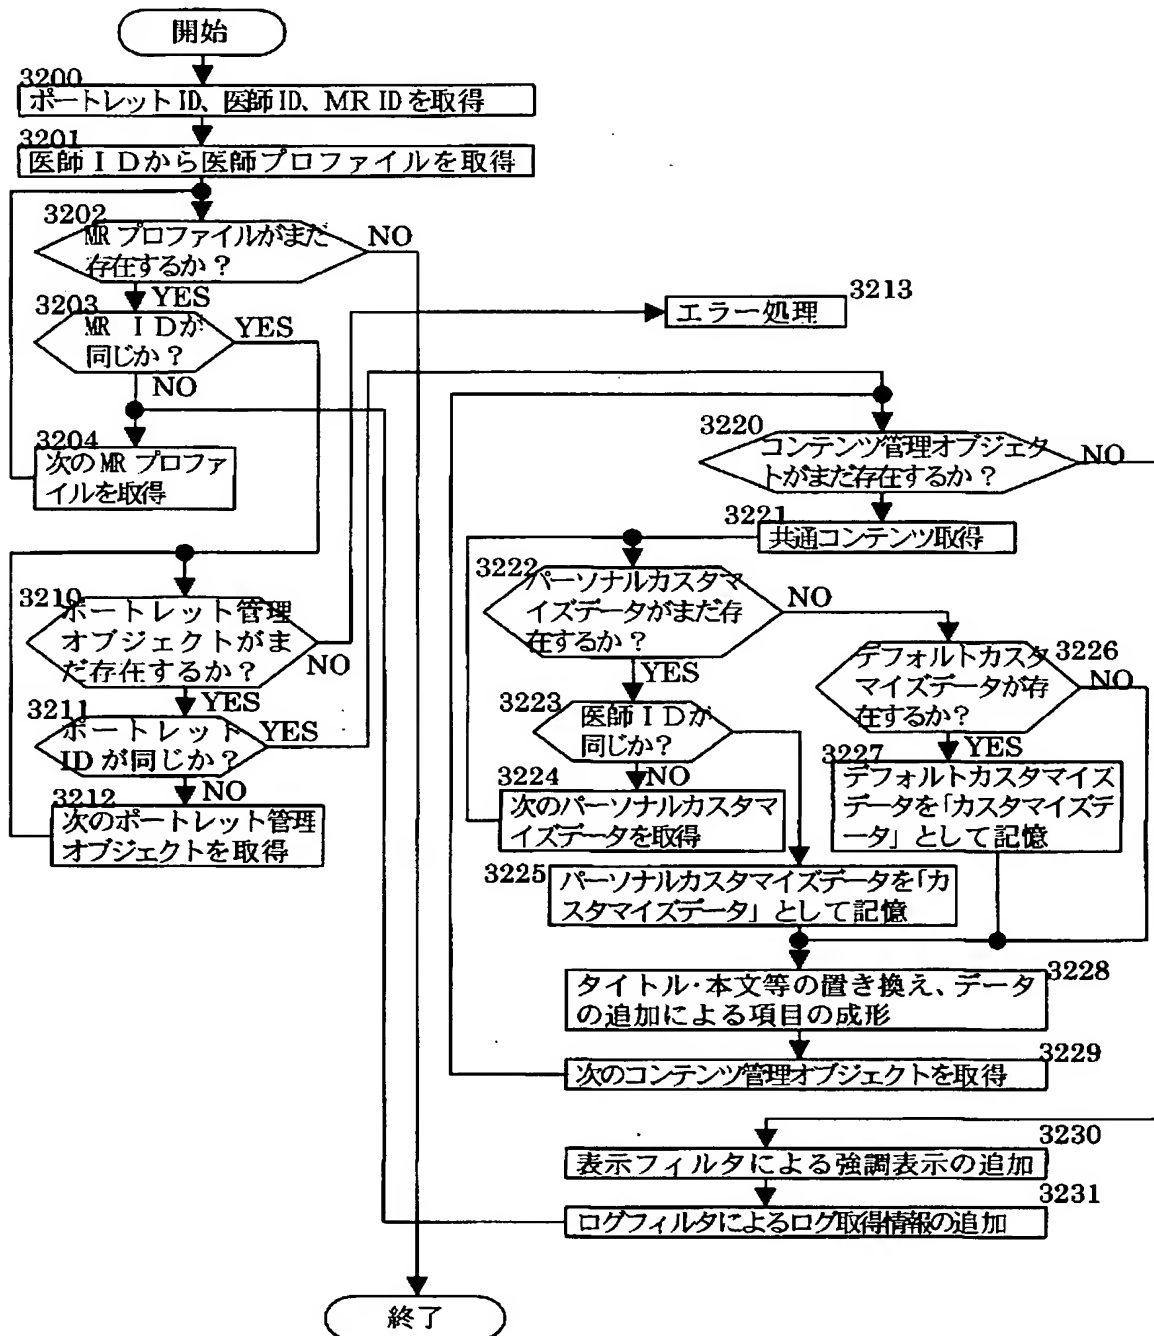 開始
3200
ポートレット ID、医師 ID、MR ID を取得
3201
医師ＩＤから医師プロファイルを取得
3202
MR プロファイルがまだ
存在するか？
NO
YES
3203
MR ＩＤが
同じか？
YES
NO
3204
次の MR プロファ
イルを取得
3210
ポートレット管理
オブジェクトがま
だ存在するか？
NO
YES
3211
ポートレット
ID が同じか？
YES
NO
3212
次のポートレット管理
オブジェクトを取得
3213
エラー処理
3220
コンテンツ管理オブジェク
トがまだ存在するか？
NO
3221
共通コンテンツ取得
3222
パーソナルカスタマ
イズデータがまだ存
在するか？
NO
YES
3223
医師ＩＤが
同じか？
NO
3224
次のパーソナルカスタマ
イズデータを取得
3225
パーソナルカスタマイズデータを「カ
スタマイズデータ」として記憶
3226
デフォルトカスタ
マイズデータが存
在するか？
NO
YES
3227
デフォルトカスタマイズ
データを「カスタマイズデ
ータ」として記憶
3228
タイトル・本文等の置き換え、データ
の追加による項目の成形
3229
次のコンテンツ管理オブジェクトを取得
3230
表示フィルタによる強調表示の追加
3231
ログフィルタによるログ取得情報の追加
終了